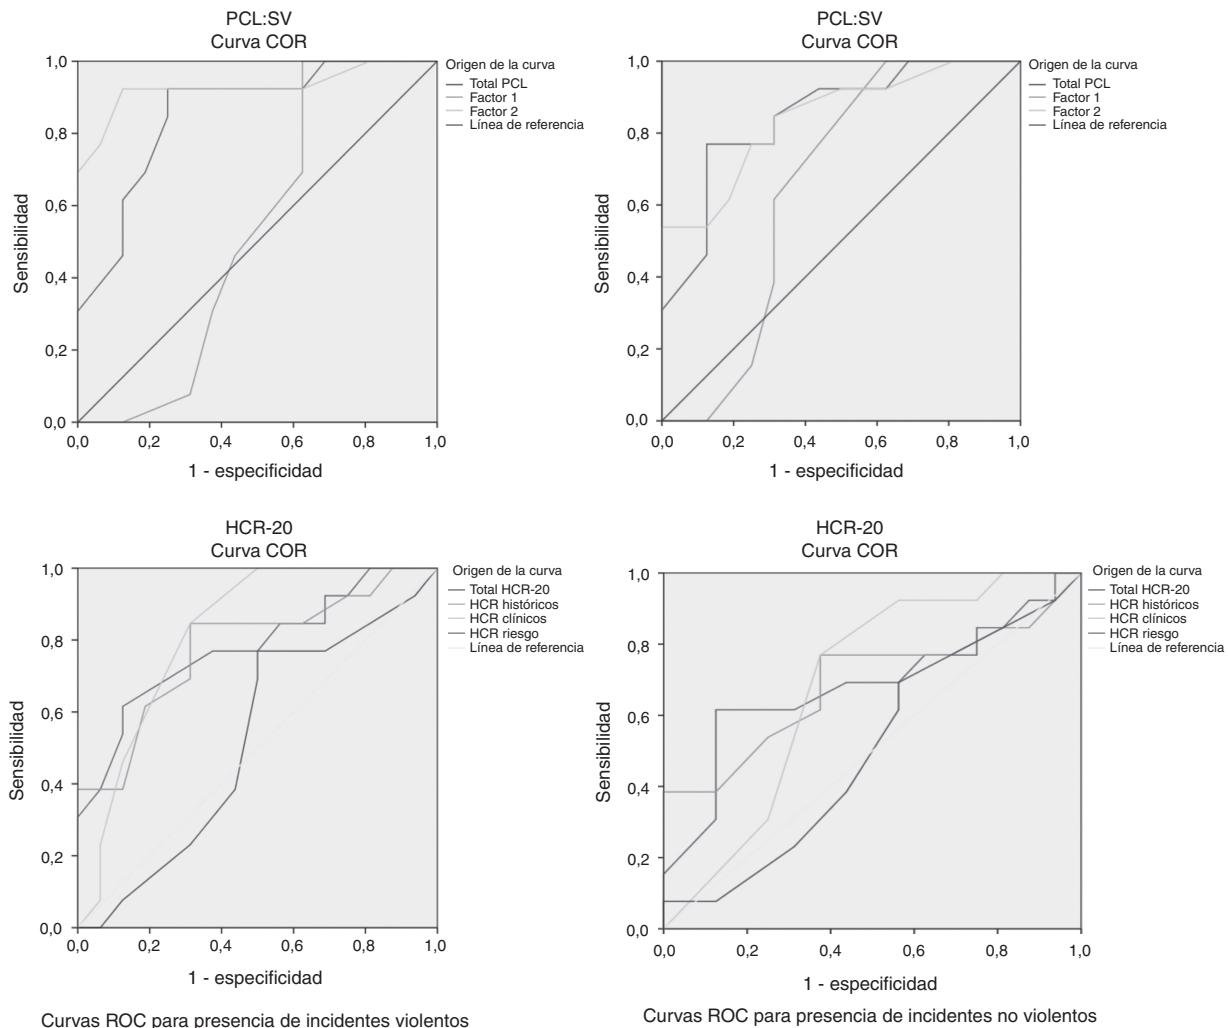 PCL:SV
Curva COR
Origen de la curva
Total PCL
Factor 1
Factor 2
Línea de referencia
Sensibilidad
1,0
0,8
0,6
0,4
0,2
0,0
0,0 0,2 0,4 0,6 0,8 1,0
1 - especificidad
PCL:SV
Curva COR
Origen de la curva
Total PCL
Factor 1
Factor 2
Línea de referencia
Sensibilidad
1,0
0,8
0,6
0,4
0,2
0,0
0,0 0,2 0,4 0,6 0,8 1,0
1 - especificidad
HCR-20
Curva COR
Origen de la curva
Total HCR-20
HCR históricos
HCR clínicos
HCR riesgo
Línea de referencia
Sensibilidad
1,0
0,8
0,6
0,4
0,2
0,0
0,0 0,2 0,4 0,6 0,8 1,0
1 - especificidad
Curvas ROC para presencia de incidentes violentos
HCR-20
Curva COR
Origen de la curva
Total HCR-20
HCR históricos
HCR clínicos
HCR riesgo
Línea de referencia
Sensibilidad
1,0
0,8
0,6
0,4
0,2
0,0
0,0 0,2 0,4 0,6 0,8 1,0
1 - especificidad
Curvas ROC para presencia de incidentes no violentos